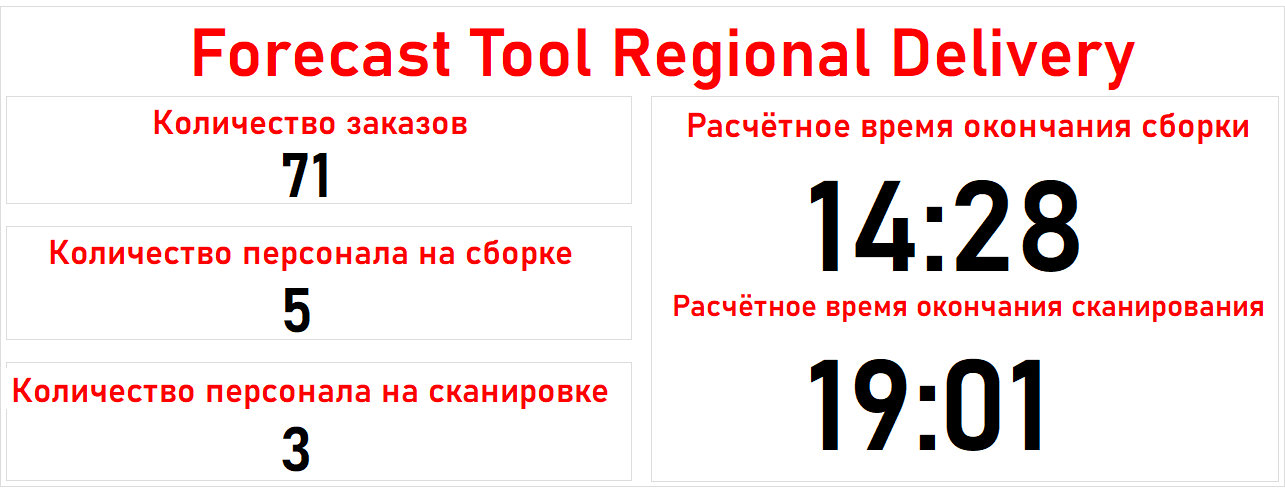 Forecast Tool Regional Delivery
Количество заказов
71
Количество персонала на сборке
5
Количество персонала на сканировке
3
Расчётное время окончания сборки
14:28
Расчётное время окончания сканирования
19:01